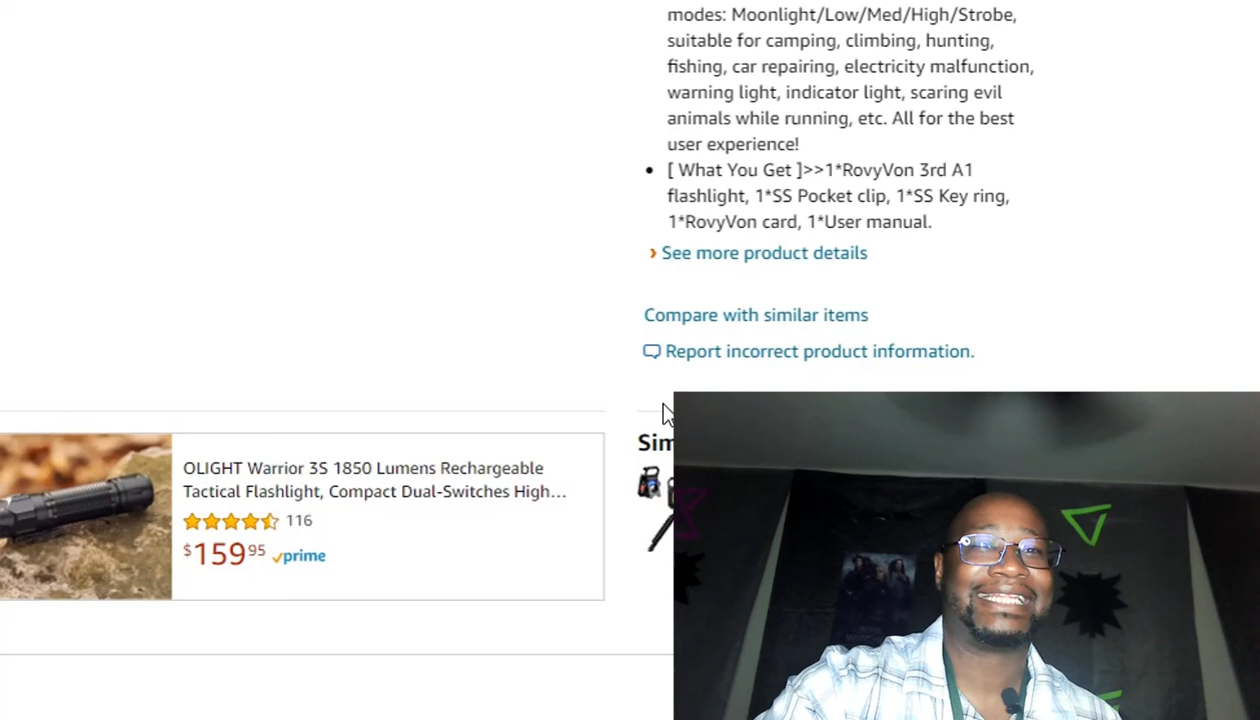 modes: Moonlight/Low/Med/High/Strobe,
suitable for camping, climbing, hunting,
fishing, car repairing, electricity malfunction,
warning light, indicator light, scaring evil
animals while running, etc. All for the best
user experience!
• [ What You Get ]>>1*RovyVon 3rd A1
flashlight, 1*SS Pocket clip, 1*SS Key ring,
1*RovyVon card, 1*User manual.
› See more product details
Compare with similar items
Report incorrect product information.
OLIGHT Warrior 3S 1850 Lumens Rechargeable
Tactical Flashlight, Compact Dual-Switches High…
116
$159.95 prime
Sim